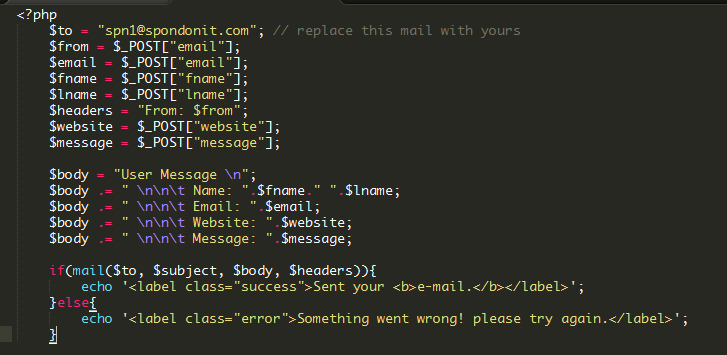 <?php
$to = "spn1@spondonit.com"; // replace this mail with yours
$from = $_POST["email"];
$email = $_POST["email"];
$fname = $_POST["fname"];
$lname = $_POST["lname"];
$headers = "From: $from";
$website = $_POST["website"];
$message = $_POST["message"];
$body = "User Message \n";
$body .= " \n\n\t Name: ".$fname." ".$lname;
$body .= " \n\n\t Email: ".$email;
$body .= " \n\n\t Website: ".$website;
$body .= " \n\n\t Message: ".$message;
if(mail($to, $subject, $body, $headers)){
echo '<label class="success">Sent your <b>e-mail.</b></label>';
}else{
echo '<label class="error">Something went wrong! please try again.</label>';
}